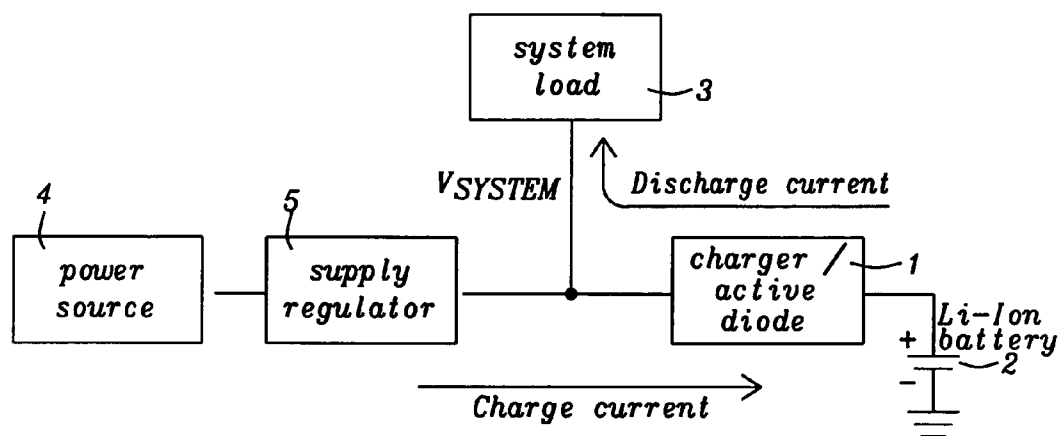 system
load
3
VSYSTEM
Discharge current
4
5
power
source
supply
regulator
charger /
active
diode
1
Li-Ion
battery
+
2
-
Charge current